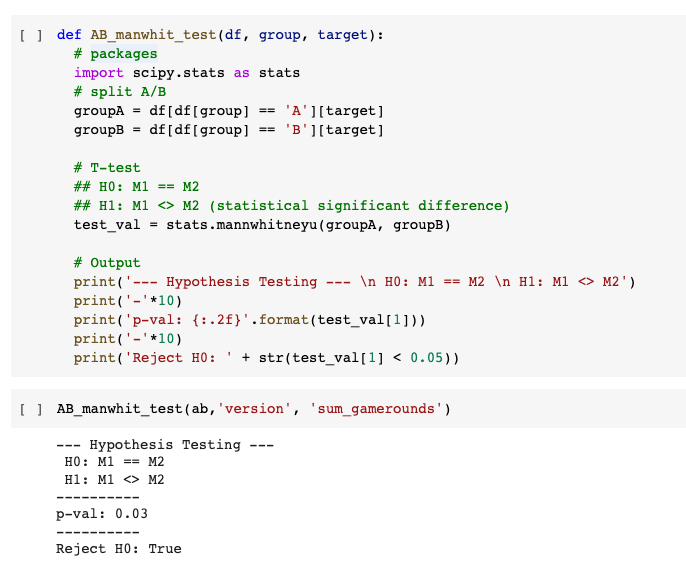 [ ] def AB_manwhit_test(df, group, target):
# packages
import scipy.stats as stats
# split A/B
groupA = df[df[group] == 'A'][target]
groupB = df[df[group] == 'B'][target]
# T-test
## H0: M1 == M2
## H1: M1 <> M2 (statistical significant difference)
test_val = stats.mannwhitneyu(groupA, groupB)
# Output
print('--- Hypothesis Testing --- \n H0: M1 == M2 \n H1: M1 <> M2')
print('-'*10)
print('p-val: {:.2f}'.format(test_val[1]))
print('-'*10)
print('Reject H0: ' + str(test_val[1] < 0.05))
[ ] AB_manwhit_test(ab,'version', 'sum_gamerounds')
--- Hypothesis Testing ---
H0: M1 == M2
H1: M1 <> M2
----------
p-val: 0.03
----------
Reject H0: True